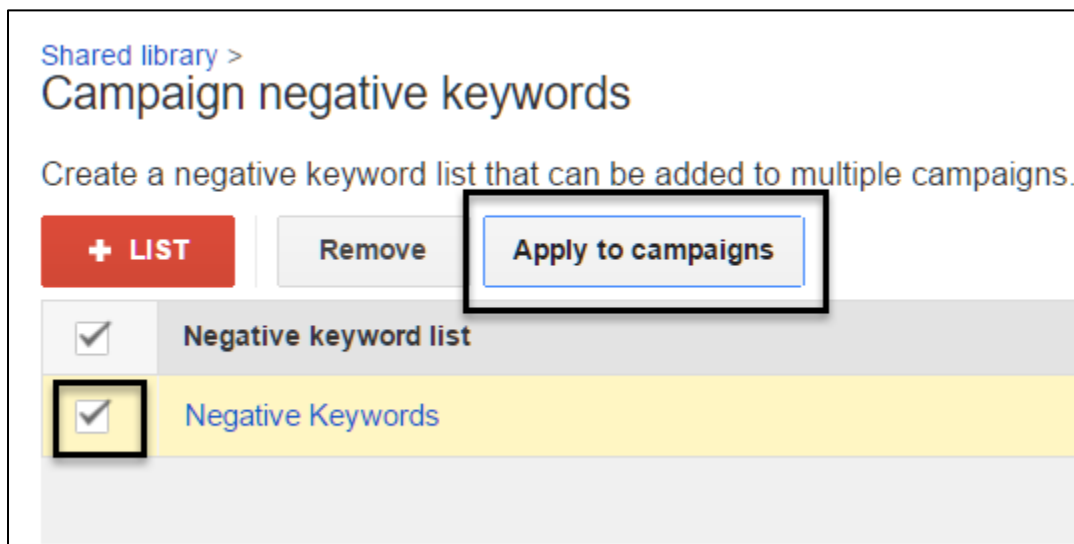 Shared library >
Campaign negative keywords
Create a negative keyword list that can be added to multiple campaigns.
+ LIST Remove Apply to campaigns
Negative keyword list
Negative Keywords